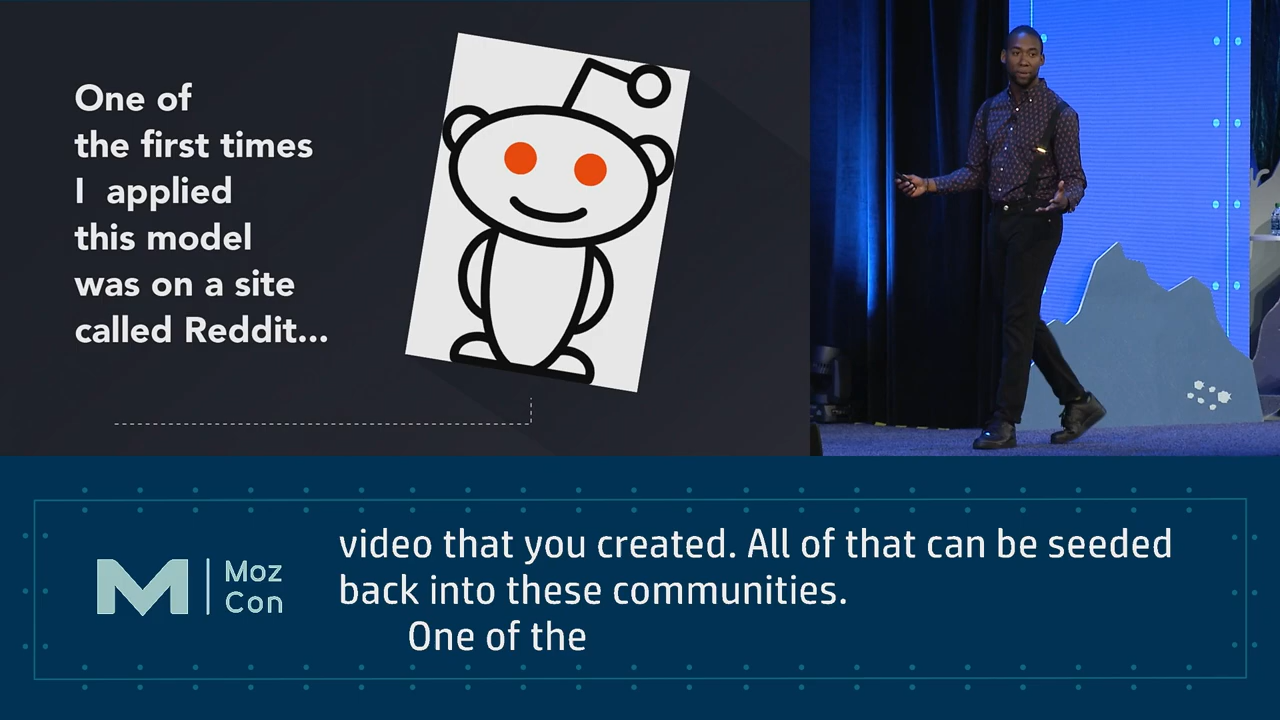 One of
the first times
I applied
this model
was on a site
called Reddit...
Moz
Con
video that you created. All of that can be seeded
back into these communities.
One of the